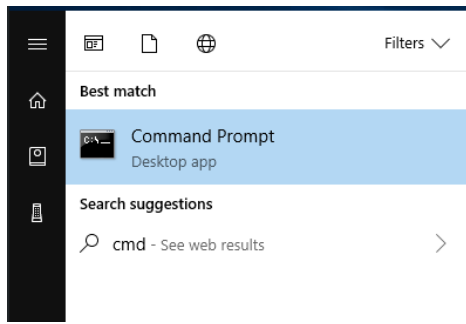 Filters
Best match
C:\_
Command Prompt
Desktop app
Search suggestions
cmd - See web results